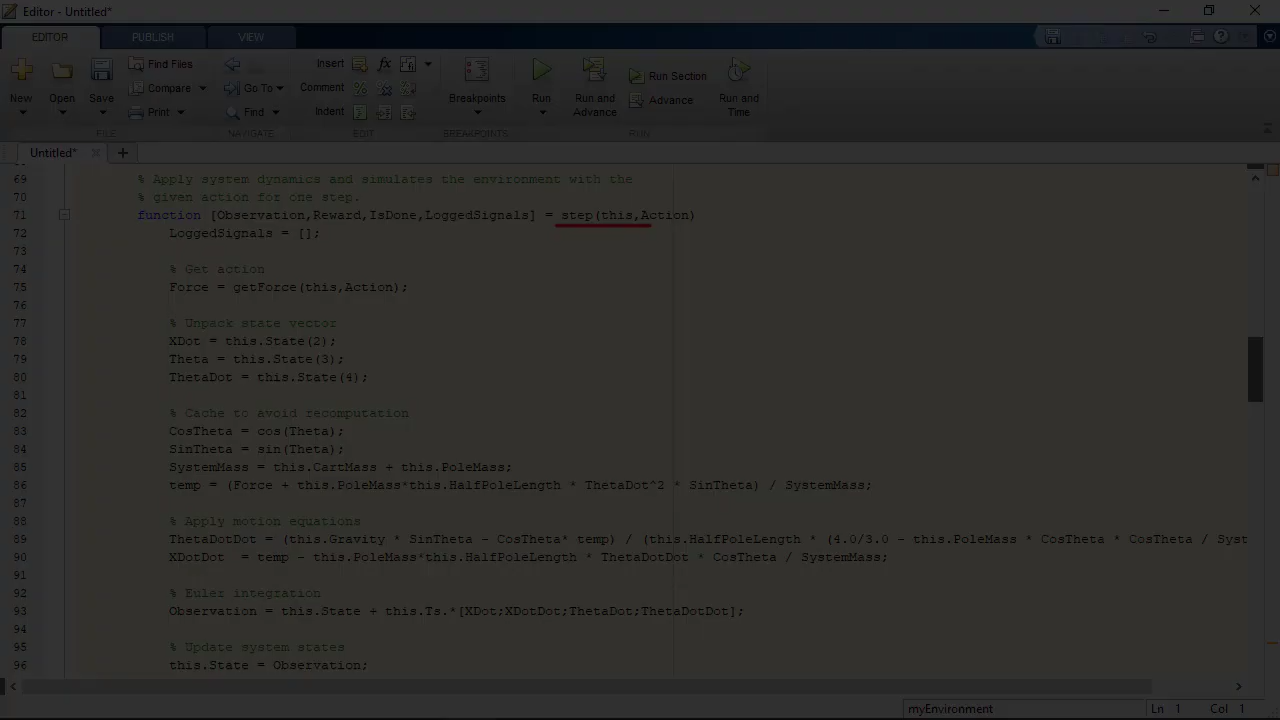 Editor - Untitled*
EDITOR PUBLISH VIEW
New Open Save Find Files Compare Print Go To Find Insert fx Comment Indent Breakpoints Run Run and Advance Run Section Advance Run and Time
FILE NAVIGATE EDIT BREAKPOINTS RUN
Untitled*
69 % Apply system dynamics and simulates the environment with the
70 % given action for one step.
71 function [Observation,Reward,IsDone,LoggedSignals] = step(this,Action)
72 LoggedSignals = [];
73
74 % Get action
75 Force = getForce(this,Action);
76
77 % Unpack state vector
78 XDot = this.State(2);
79 Theta = this.State(3);
80 ThetaDot = this.State(4);
81
82 % Cache to avoid recomputation
83 CosTheta = cos(Theta);
84 SinTheta = sin(Theta);
85 SystemMass = this.CartMass + this.PoleMass;
86 temp = (Force + this.PoleMass*this.HalfPoleLength * ThetaDot^2 * SinTheta) / SystemMass;
87
88 % Apply motion equations
89 ThetaDotDot = (this.Gravity * SinTheta - CosTheta* temp) / (this.HalfPoleLength * (4.0/3.0 - this.PoleMass * CosTheta * CosTheta / Syst
90 XDotDot  = temp - this.PoleMass*this.HalfPoleLength * ThetaDotDot * CosTheta / SystemMass;
91
92 % Euler integration
93 Observation = this.State + this.Ts.*[XDot;XDotDot;ThetaDot;ThetaDotDot];
94
95 % Update system states
96 this.State = Observation;
myEnvironment Ln 1 Col 1